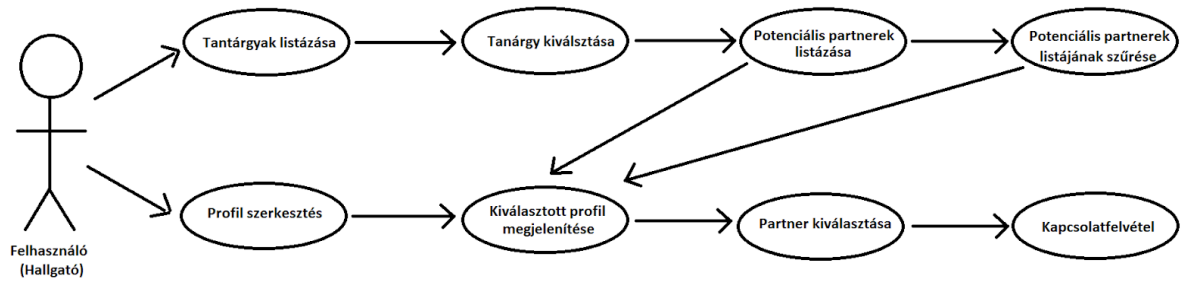 Tantárgyak listázása
Tanárgy kiválsztása
Potenciális partnerek
listázása
Potenciális partnerek
listájának szűrése
Profil szerkesztés
Kiválasztott profil
megjelenítése
Partner kiválasztása
Kapcsolatfelvétel
Felhasználó
(Hallgató)